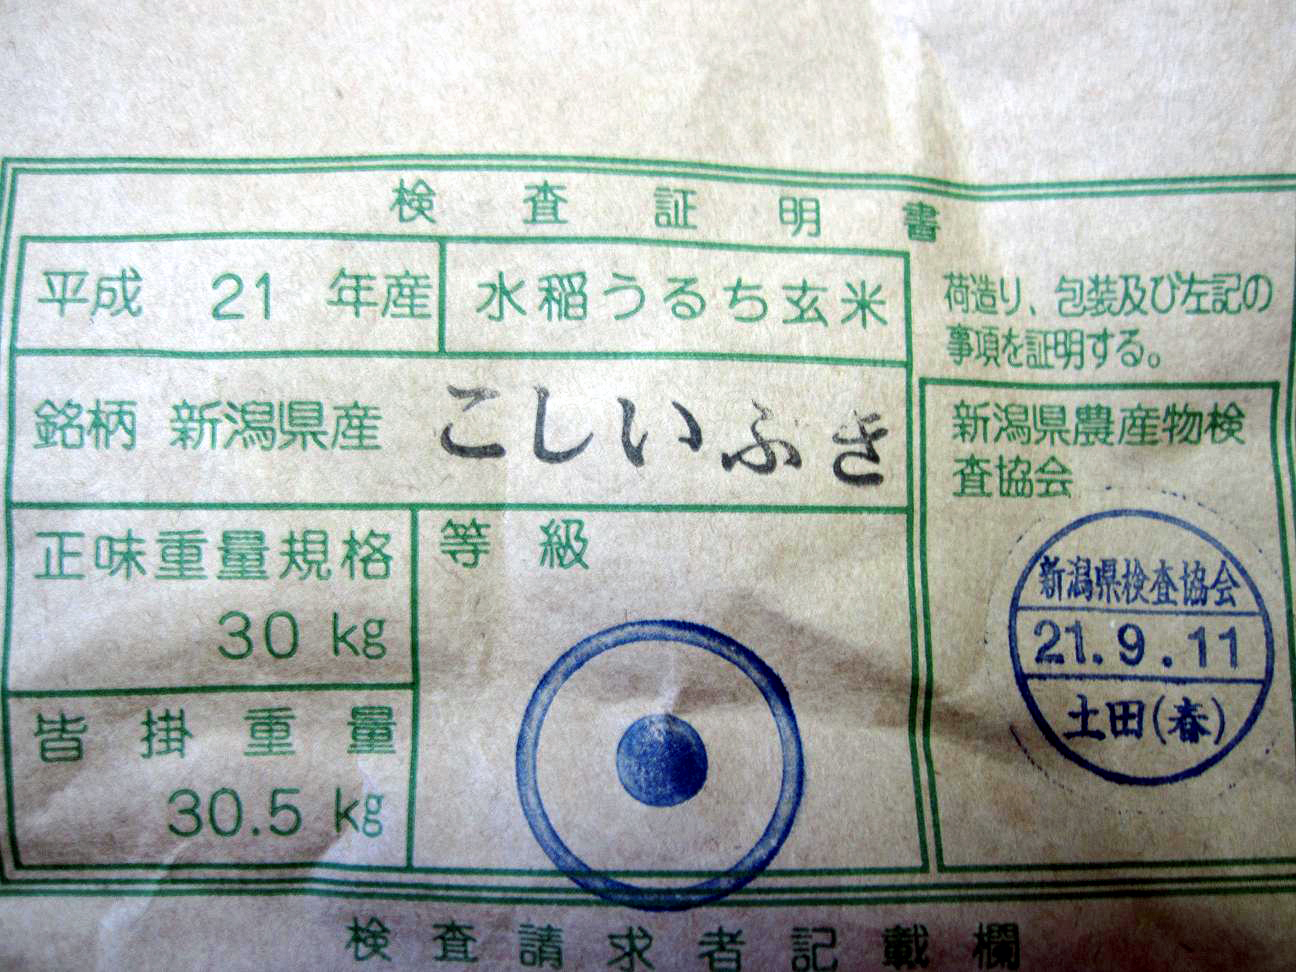 検査証明書
平成 21 年産
水稲うるち玄米
荷造り、包装及び左記の
事項を証明する。
銘柄 新潟県産 こしいぶき
新潟県農産物検
査協会
正味重量規格
30 kg
等級
新潟県検査協会
21.9.11
土田(春)
皆掛重量
30.5 kg
検査請求者記載欄